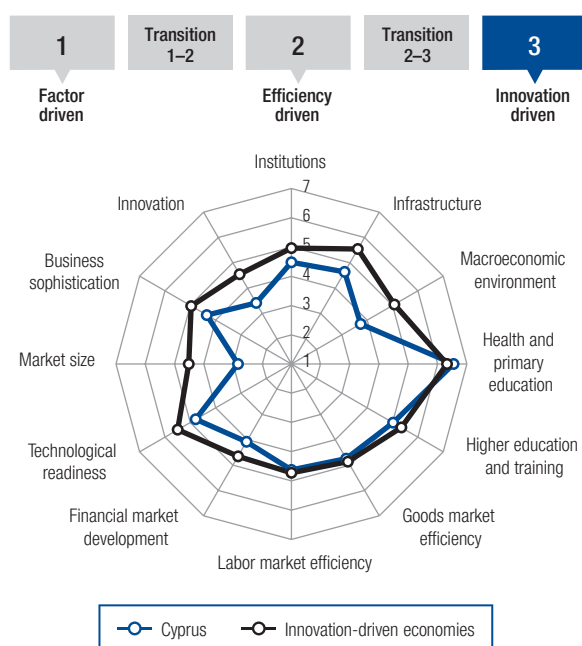 1
Transition
1–2
2
Transition
2–3
3
Factor
driven
Efficiency
driven
Innovation
driven
Institutions
Infrastructure
Macroeconomic
environment
Health and
primary
education
Higher education
and training
Goods market
efficiency
Labor market efficiency
Financial market
development
Technological
readiness
Market size
Business
sophistication
Innovation
7
6
5
4
3
2
1
Cyprus
Innovation-driven economies